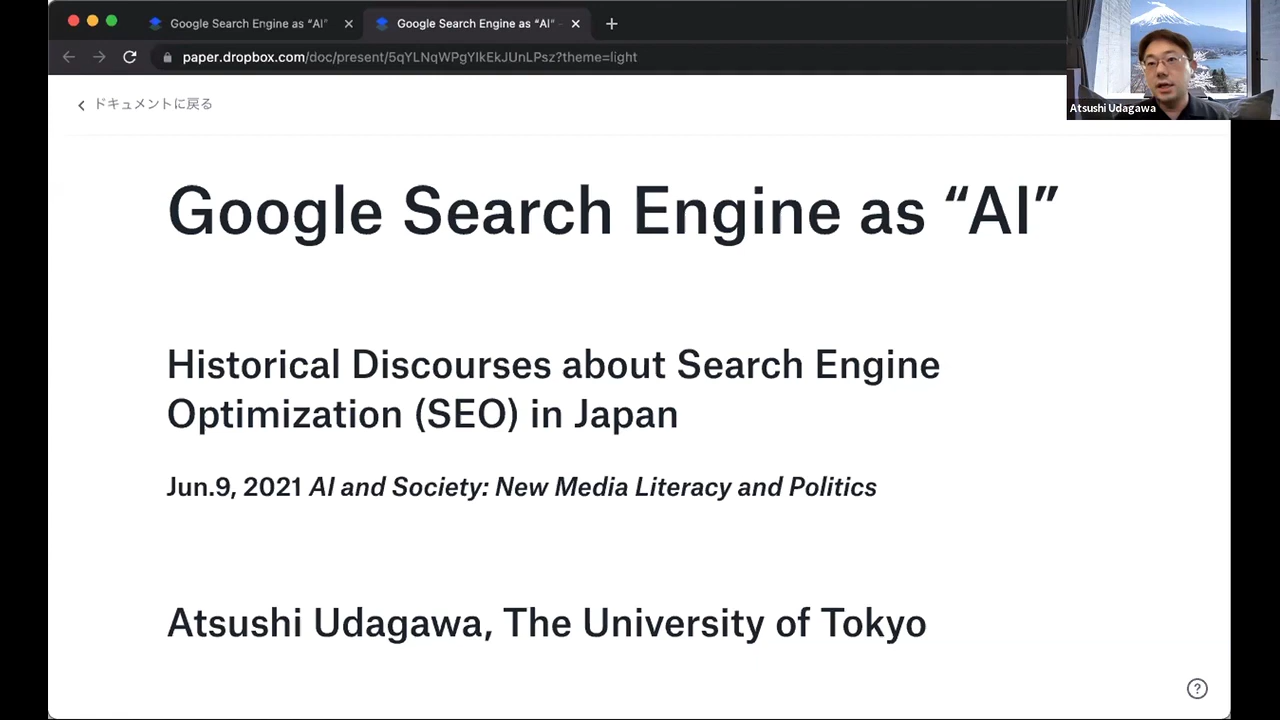 Google Search Engine as “AI”
Google Search Engine as “AI” -
paper.dropbox.com/doc/present/5qYLNqWPgYIkEkJUnLPsz?theme=light
Atsushi Udagawa
ドキュメントに戻る
Google Search Engine as “AI”
Historical Discourses about Search Engine
Optimization (SEO) in Japan
Jun.9, 2021 AI and Society: New Media Literacy and Politics
Atsushi Udagawa, The University of Tokyo